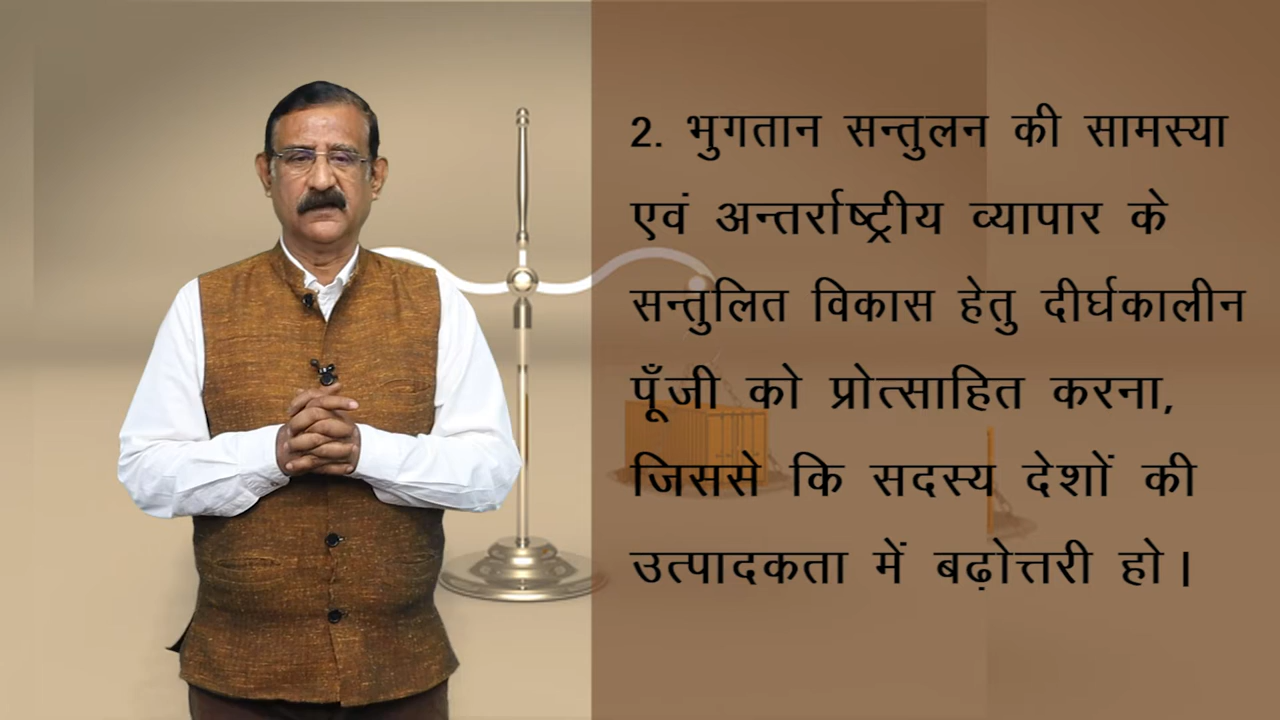 2. भुगतान सन्तुलन की सामस्या
एवं अन्तर्राष्ट्रीय व्यापार के
सन्तुलित विकास हेतु दीर्घकालीन
पूँजी को प्रोत्साहित करना,
जिससे कि सदस्य देशों की
उत्पादकता में बढ़ोत्तरी हो।